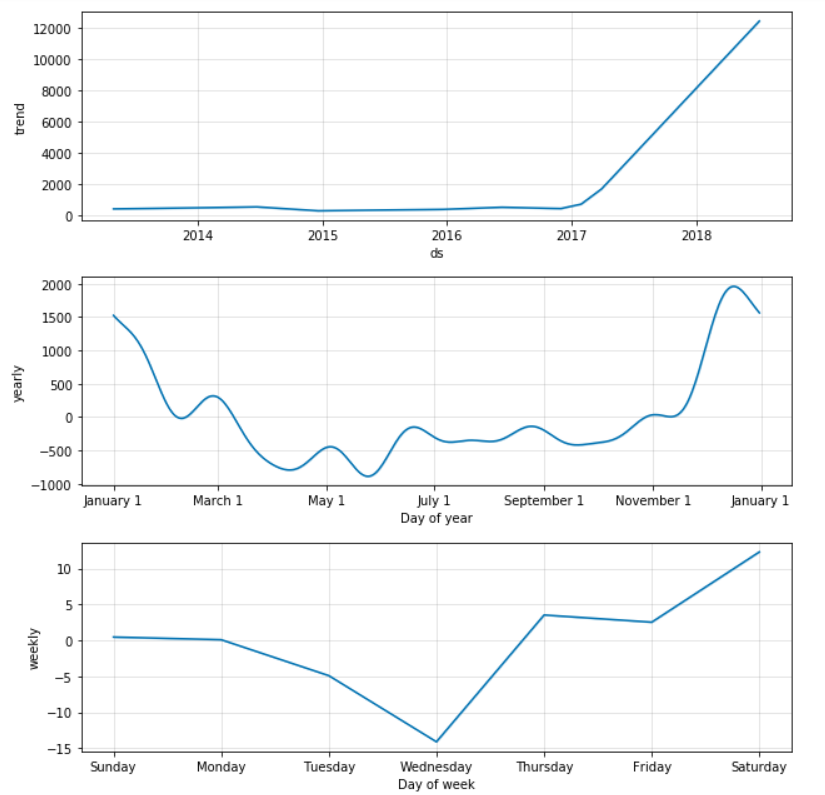 12000
10000
8000
6000
4000
2000
0
trend
2014 2015 2016 2017 2018
ds
2000
1500
1000
500
0
−500
−1000
yearly
January 1 March 1 May 1 July 1 September 1 November 1 January 1
Day of year
10
5
0
−5
−10
−15
weekly
Sunday Monday Tuesday Wednesday Thursday Friday Saturday
Day of week